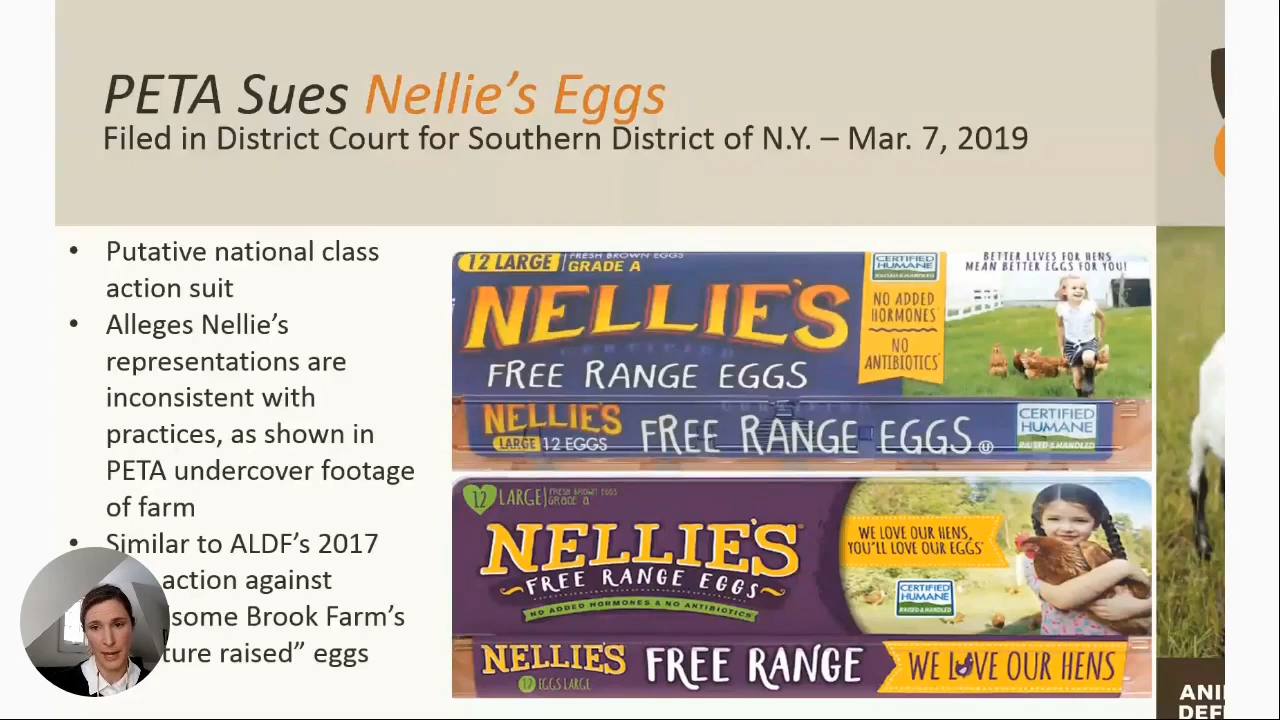 PETA Sues Nellie’s Eggs
Filed in District Court for Southern District of N.Y. – Mar. 7, 2019
• Putative national class
action suit
• Alleges Nellie’s
representations are
inconsistent with
practices, as shown in
PETA undercover footage
of farm
• Similar to ALDF’s 2017
action against
some Brook Farm’s
ture raised” eggs
12 LARGE FRESH BROWN EGGS
GRADE A
NELLIE'S
FREE RANGE EGGS
CERTIFIED
HUMANE
RAISED & HANDLED
NO ADDED
HORMONES
NO
ANTIBIOTICS
BETTER LIVES FOR HENS
MEAN BETTER EGGS FOR YOU!
NELLIE'S
LARGE 12 EGGS
FREE RANGE EGGS
CERTIFIED
HUMANE
RAISED & HANDLED
12 LARGE FRESH BROWN EGGS
GRADE A
NELLIE'S
FREE RANGE EGGS
NO ADDED HORMONES & NO ANTIBIOTICS*
WE LOVE OUR HENS,
YOU'LL LOVE OUR EGGS
CERTIFIED
HUMANE
RAISED & HANDLED
NELLIE'S
12 EGGS LARGE
FREE RANGE
WE LOVE OUR HENS
ANI
DEF